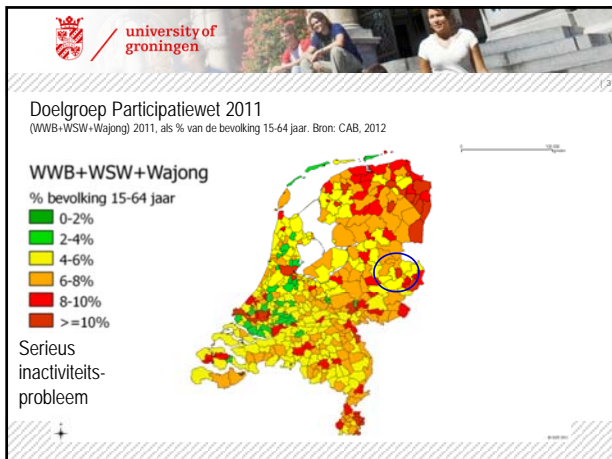 university of
groningen
| 3
Doelgroep Participatiewet 2011
(WWB+WSW+Wajong) 2011, als % van de bevolking 15-64 jaar. Bron: CAB, 2012
WWB+WSW+Wajong
% bevolking 15-64 jaar
0-2%
2-4%
4-6%
6-8%
8-10%
>=10%
Serieus
inactiviteits-
probleem